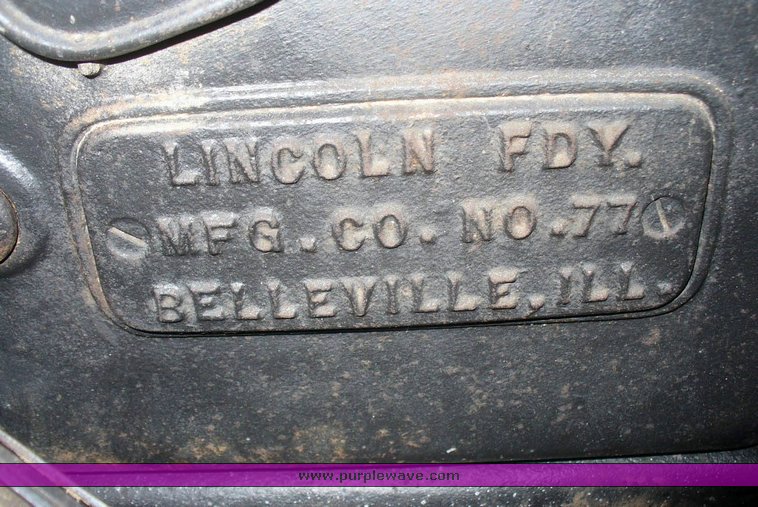 LINCOLN FDY.
MFG. CO. NO. 77
BELLEVILLE, ILL.
www.purplewave.com